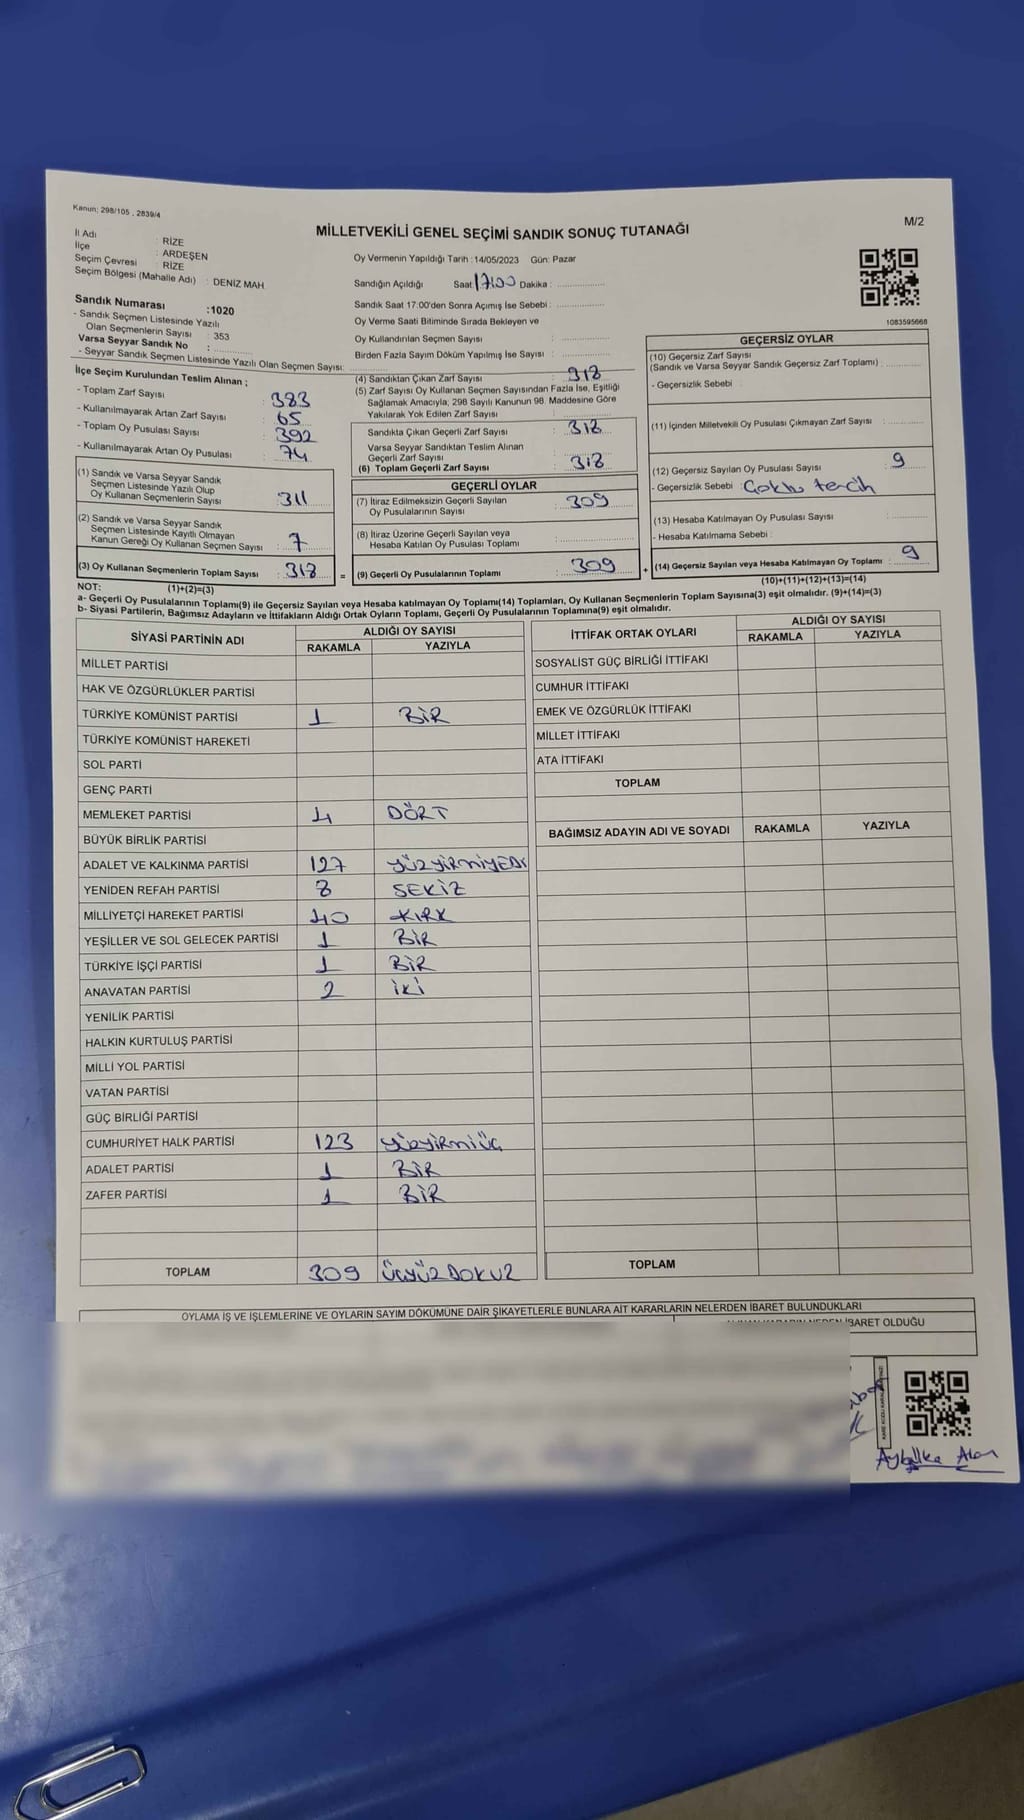 Kanun; 298/105 , 2839/4
M/2
MİLLETVEKİLİ GENEL SEÇİMİ SANDIK SONUÇ TUTANAĞI
İl Adı : RİZE
İlçe : ARDEŞEN
Seçim Çevresi : RİZE
Seçim Bölgesi (Mahalle Adı) : DENİZ MAH.
Sandık Numarası :1020
- Sandık Seçmen Listesinde Yazılı
Olan Seçmenlerin Sayısı : 353
Varsa Seyyar Sandık No :
- Seyyar Sandık Seçmen Listesinde Yazılı Olan Seçmen Sayısı:
Oy Vermenin Yapıldığı Tarih : 14/05/2023 Gün: Pazar
Sandığın Açıldığı Saat 17:00 Dakika :
Sandık Saat 17:00'den Sonra Açımış İse Sebebi :
Oy Verme Saati Bitiminde Sırada Bekleyen ve
Oy Kullandırılan Seçmen Sayısı :
Birden Fazla Sayım Döküm Yapılmış İse Sayısı :
1083595668
İlçe Seçim Kurulundan Teslim Alınan ;
- Toplam Zarf Sayısı : 383
- Kullanılmayarak Artan Zarf Sayısı : 65
- Toplam Oy Pusulası Sayısı : 392
- Kullanılmayarak Artan Oy Pusulası : 74
(1) Sandık ve Varsa Seyyar Sandık
Seçmen Listesinde Yazılı Olup
Oy Kullanan Seçmenlerin Sayısı : 311
(2) Sandık ve Varsa Seyyar Sandık
Seçmen Listesinde Kayıtlı Olmayan
Kanun Gereği Oy Kullanan Seçmen Sayısı : 7
(3) Oy Kullanan Seçmenlerin Toplam Sayısı : 318
(1)+(2)=(3)
(4) Sandıktan Çıkan Zarf Sayısı : 318
(5) Zarf Sayısı Oy Kullanan Seçmen Sayısından Fazla İse, Eşitliği
Sağlamak Amacıyla; 298 Sayılı Kanunun 98. Maddesine Göre
Yakılarak Yok Edilen Zarf Sayısı :
Sandıkta Çıkan Geçerli Zarf Sayısı : 318
Varsa Seyyar Sandıktan Teslim Alınan
Geçerli Zarf Sayısı :
(6) Toplam Geçerli Zarf Sayısı : 318
GEÇERLİ OYLAR
(7) İtiraz Edilmeksizin Geçerli Sayılan
Oy Pusulalarının Sayısı : 309
(8) İtiraz Üzerine Geçerli Sayılan veya
Hesaba Katılan Oy Pusulası Toplamı :
= (9) Geçerli Oy Pusulalarının Toplamı : 309
GEÇERSİZ OYLAR
(10) Geçersiz Zarf Sayısı
(Sandık ve Varsa Seyyar Sandık Geçersiz Zarf Toplamı) :
- Geçersizlik Sebebi :
(11) İçinden Milletvekili Oy Pusulası Çıkmayan Zarf Sayısı :
(12) Geçersiz Sayılan Oy Pusulası Sayısı : 9
- Geçersizlik Sebebi : Çoklu tercih
(13) Hesaba Katılmayan Oy Pusulası Sayısı :
- Hesaba Katılmama Sebebi :
+ (14) Geçersiz Sayılan veya Hesaba Katılmayan Oy Toplamı : 9
(10)+(11)+(12)+(13)=(14)
NOT:
a- Geçerli Oy Pusulalarının Toplamı(9) ile Geçersiz Sayılan veya Hesaba katılmayan Oy Toplamı(14) Toplamları, Oy Kullanan Seçmenlerin Toplam Sayısına(3) eşit olmalıdır. (9)+(14)=(3)
b- Siyasi Partilerin, Bağımsız Adayların ve İttifakların Aldığı Ortak Oyların Toplamı, Geçerli Oy Pusulalarının Toplamına(9) eşit olmalıdır.
SİYASİ PARTİNİN ADI ALDIĞI OY SAYISI
RAKAMLA YAZIYLA
MİLLET PARTİSİ
HAK VE ÖZGÜRLÜKLER PARTİSİ
TÜRKİYE KOMÜNİST PARTİSİ 1 BİR
TÜRKİYE KOMÜNİST HAREKETİ
SOL PARTİ
GENÇ PARTİ
MEMLEKET PARTİSİ 4 DÖRT
BÜYÜK BİRLİK PARTİSİ
ADALET VE KALKINMA PARTİSİ 127 YÜZYİRMİYEDİ
YENİDEN REFAH PARTİSİ 8 SEKİZ
MİLLİYETÇİ HAREKET PARTİSİ 40 KIRK
YEŞİLLER VE SOL GELECEK PARTİSİ 1 BİR
TÜRKİYE İŞÇİ PARTİSİ 1 BİR
ANAVATAN PARTİSİ 2 İKİ
YENİLİK PARTİSİ
HALKIN KURTULUŞ PARTİSİ
MİLLİ YOL PARTİSİ
VATAN PARTİSİ
GÜÇ BİRLİĞİ PARTİSİ
CUMHURİYET HALK PARTİSİ 123 YÜZYİRMİÜÇ
ADALET PARTİSİ 1 BİR
ZAFER PARTİSİ 1 BİR
TOPLAM 309 ÜÇYÜZDOKUZ
İTTİFAK ORTAK OYLARI ALDIĞI OY SAYISI
RAKAMLA YAZIYLA
SOSYALİST GÜÇ BİRLİĞİ İTTİFAKI
CUMHUR İTTİFAKI
EMEK VE ÖZGÜRLÜK İTTİFAKI
MİLLET İTTİFAKI
ATA İTTİFAKI
TOPLAM
BAĞIMSIZ ADAYIN ADI VE SOYADI RAKAMLA YAZIYLA
TOPLAM
OYLAMA İŞ VE İŞLEMLERİNE VE OYLARIN SAYIM DÖKÜMÜNE DAİR ŞİKAYETLERLE BUNLARA AİT KARARLARIN NELERDEN İBARET BULUNDUKLARI
İBARET OLDUĞU